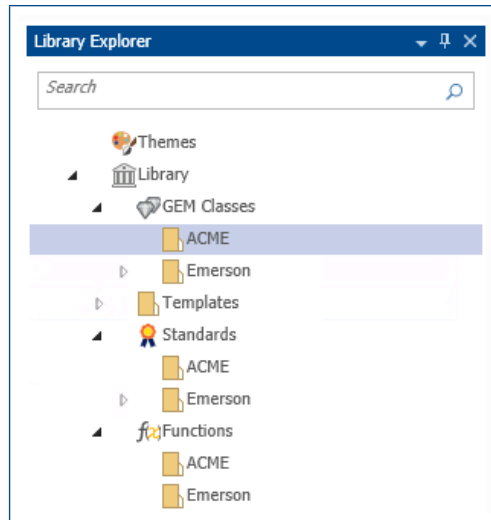 Library Explorer
Search
Themes
Library
GEM Classes
ACME
Emerson
Templates
Standards
ACME
Emerson
f(x) Functions
ACME
Emerson